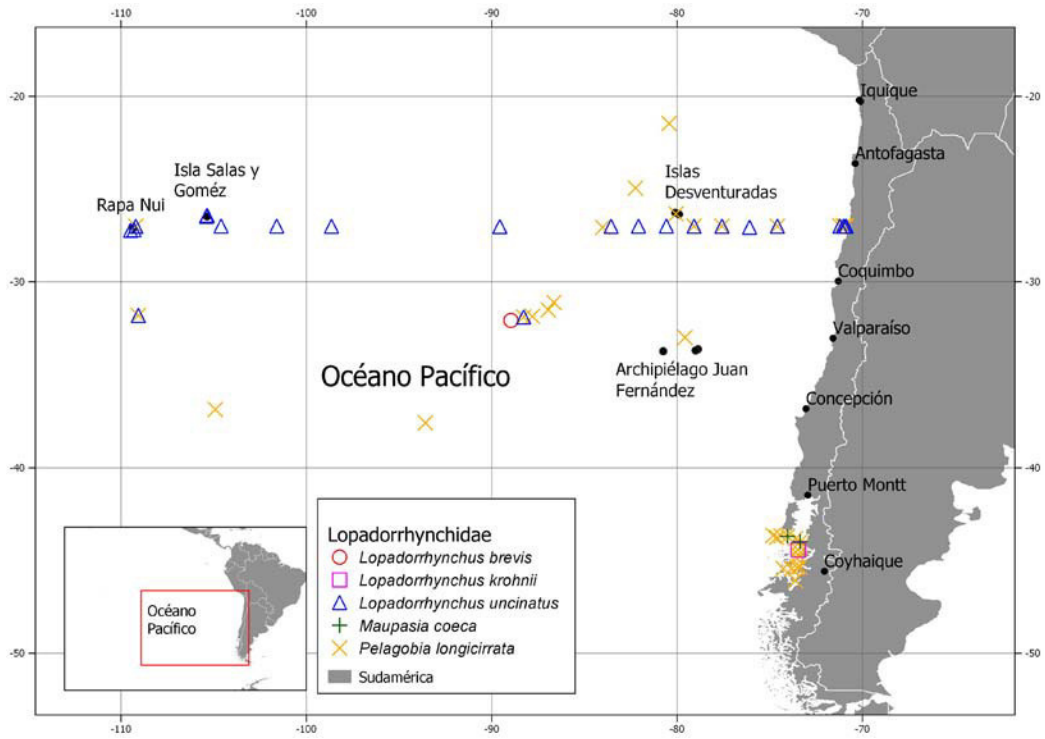 -110
-100
-90
-80
-70
-20
-20
Iquique
Antofagasta
Isla Salas y
Goméz
Islas
Desventuradas
Rapa Nui
-30
-30
Coquimbo
Valparaíso
Océano Pacífico
Archipiélago Juan
Fernández
Concepción
-40
-40
Puerto Montt
Coyhaique
Lopadorrhynchidae
Lopadorrhynchus brevis
Lopadorrhynchus krohnii
Lopadorrhynchus uncinatus
Maupasia coeca
Pelagobia longicirrata
Sudamérica
Océano
Pacífico
-50
-50
-110
-100
-90
-80
-70